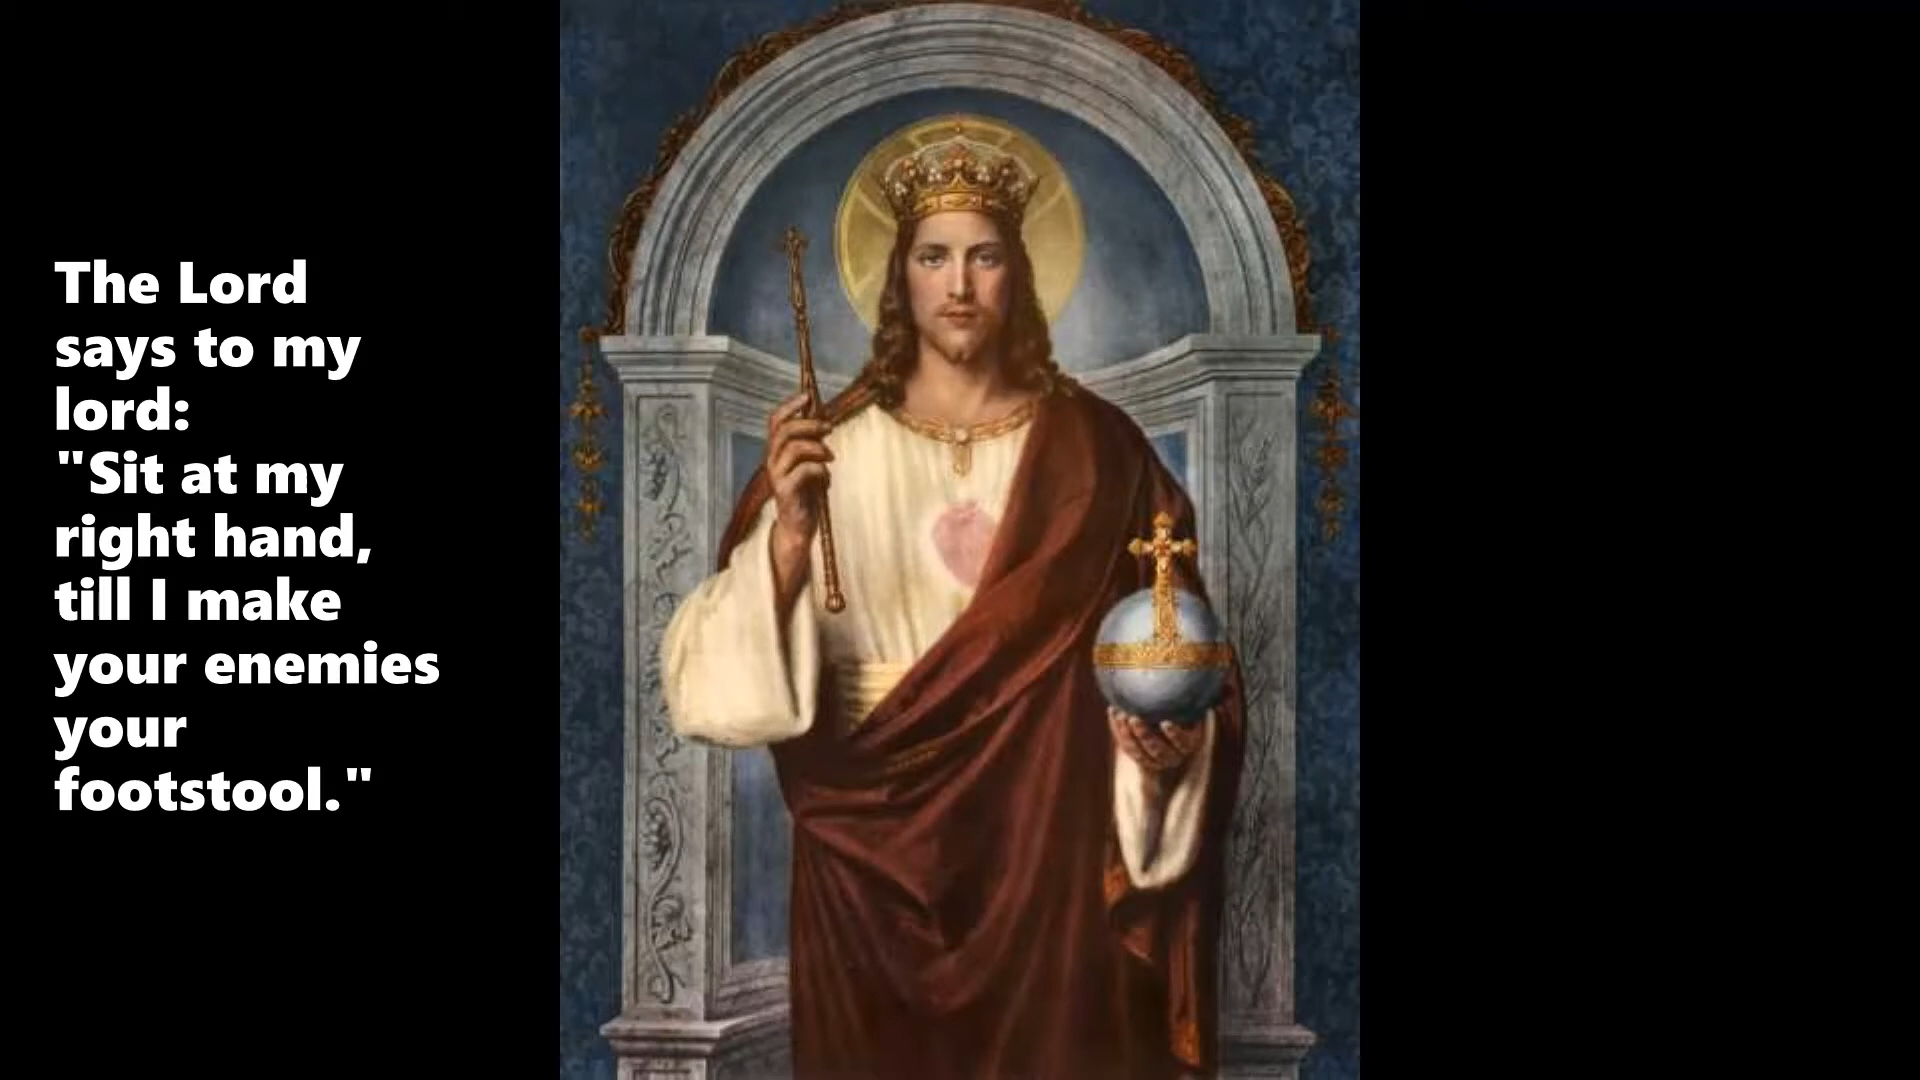 The Lord
says to my
lord:
"Sit at my
right hand,
till I make
your enemies
your
footstool."